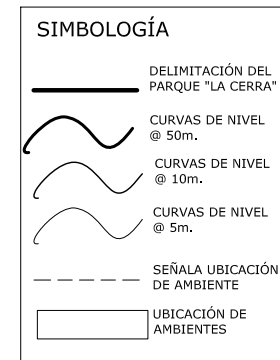 SIMBOLOGÍA
DELIMITACIÓN DEL
PARQUE "LA CERRA"
CURVAS DE NIVEL
@ 50m.
CURVAS DE NIVEL
@ 10m.
CURVAS DE NIVEL
@ 5m.
SEÑALA UBICACIÓN
DE AMBIENTE
UBICACIÓN DE
AMBIENTES